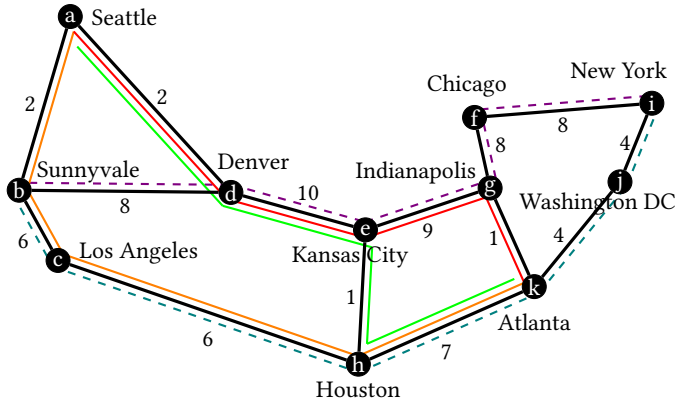 a Seattle
New York
Chicago
2
2
i
f
8
8
4
Denver
Sunnyvale
Indianapolis
b
8
d
10
g
j
Washington DC
6
Los Angeles
c
e
9
1
4
Kansas City
1
k
6
7
Atlanta
h
Houston